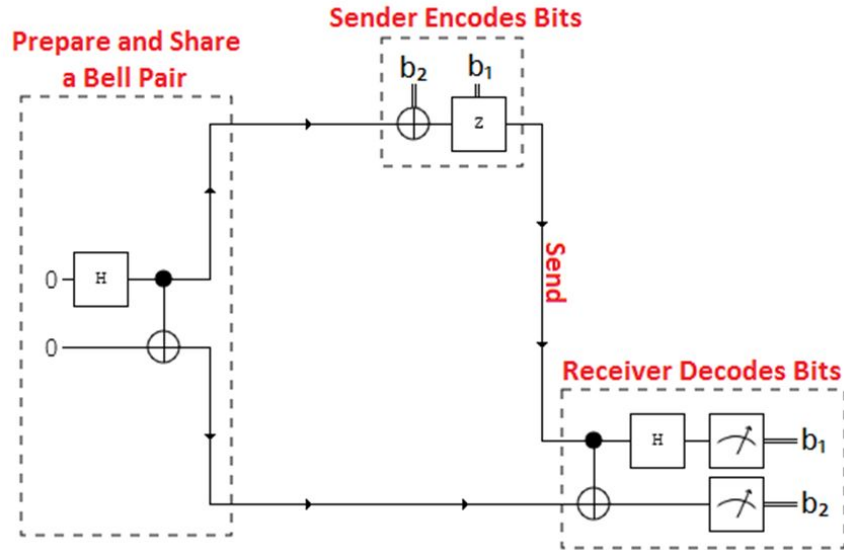 Sender Encodes Bits
Prepare and Share
a Bell Pair
b₂ b₁
Z
0 H
0
Send
Receiver Decodes Bits
H b₁
b₂